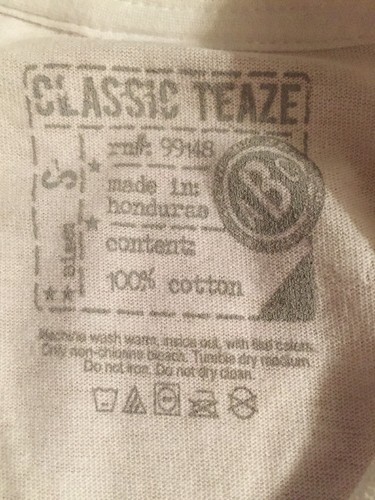 CLASSIC TEAZE
rn#: 99148
made in:
honduras
content:
100% cotton
size:
S
Machine wash warm, inside out, with like colors.
Only non-chlorine bleach. Tumble dry medium.
Do not iron. Do not dry clean.